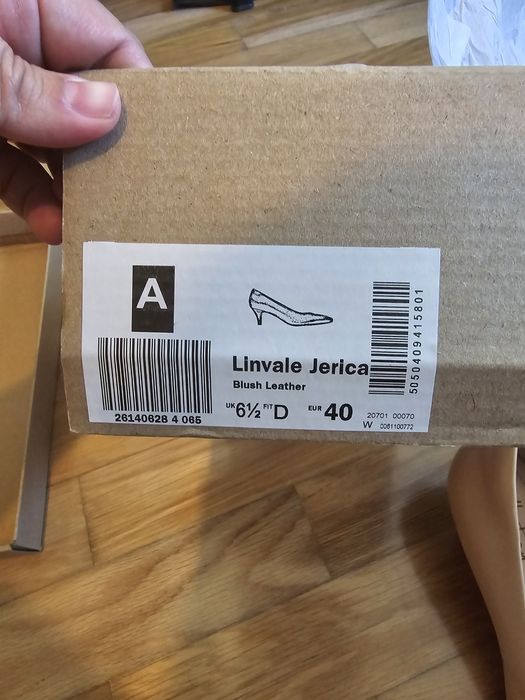 A
Linvale Jerica
Blush Leather
26140628 4 065
UK 6½ FIT D EUR 40
20701 00070
W 0061100772
5050409415801